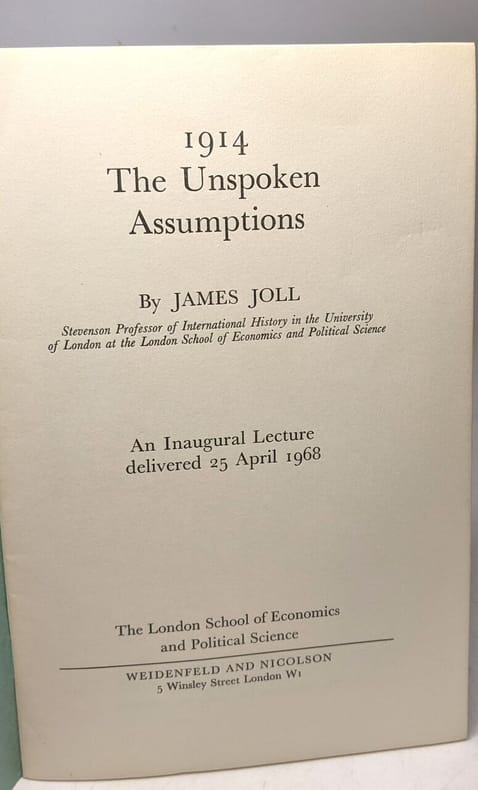 1914
The Unspoken
Assumptions
By JAMES JOLL
Stevenson Professor of International History in the University
of London at the London School of Economics and Political Science
An Inaugural Lecture
delivered 25 April 1968
The London School of Economics
and Political Science
WEIDENFELD AND NICOLSON
5 Winsley Street London W1